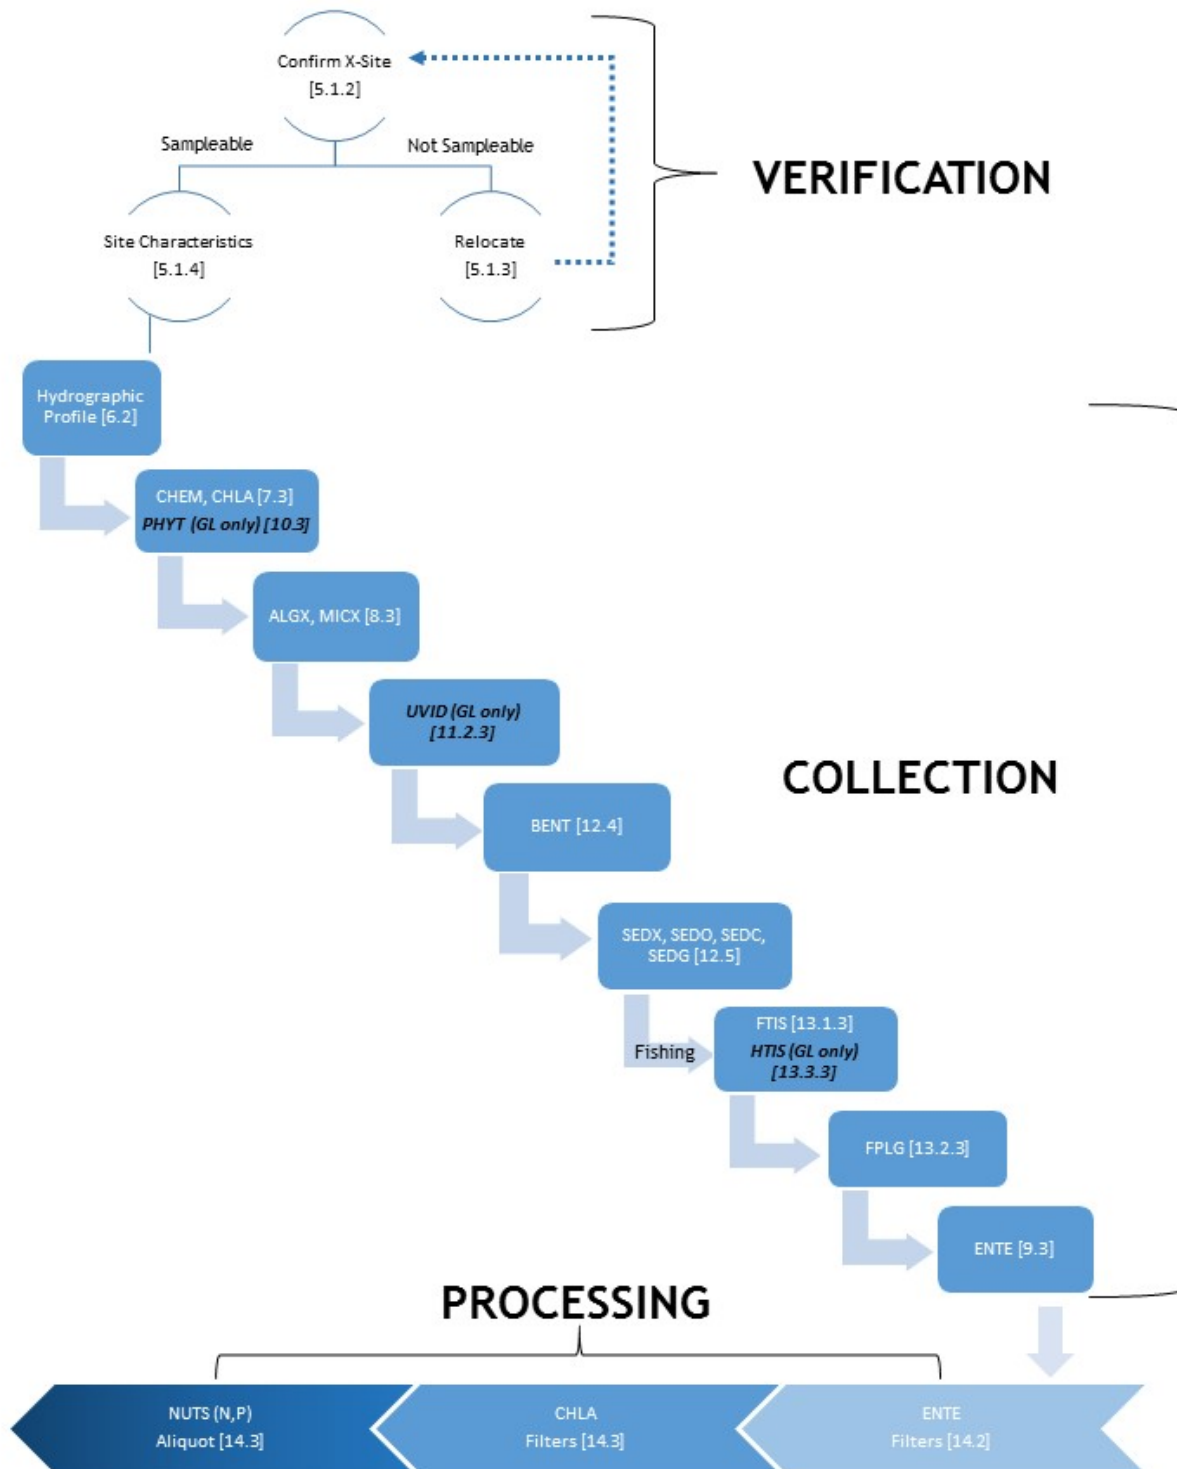 Confirm X-Site
[5.1.2]
Sampleable
Not Sampleable
VERIFICATION
Site Characteristics
[5.1.4]
Relocate
[5.1.3]
Hydrographic
Profile [6.2]
CHEM, CHLA [7.3]
PHYT (GL only) [10.3]
ALGX, MICX [8.3]
UVID (GL only)
[11.2.3]
COLLECTION
BENT [12.4]
SEDX, SEDO, SEDC,
SEDG [12.5]
Fishing
FTIS [13.1.3]
HTIS (GL only)
[13.3.3]
FPLG [13.2.3]
ENTE [9.3]
PROCESSING
NUTS (N,P)
Aliquot [14.3]
CHLA
Filters [14.3]
ENTE
Filters [14.2]